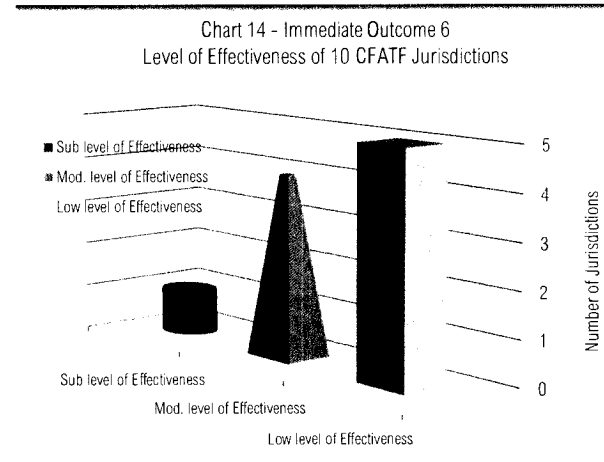 Chart 14 - Immediate Outcome 6
Level of Effectiveness of 10 CFATF Jurisdictions
Sub level of Effectiveness
Mod. level of Effectiveness
Low level of Effectiveness
5
4
3
2
1
0
Number of Jurisdictions
Sub level of Effectiveness
Mod. level of Effectiveness
Low level of Effectiveness